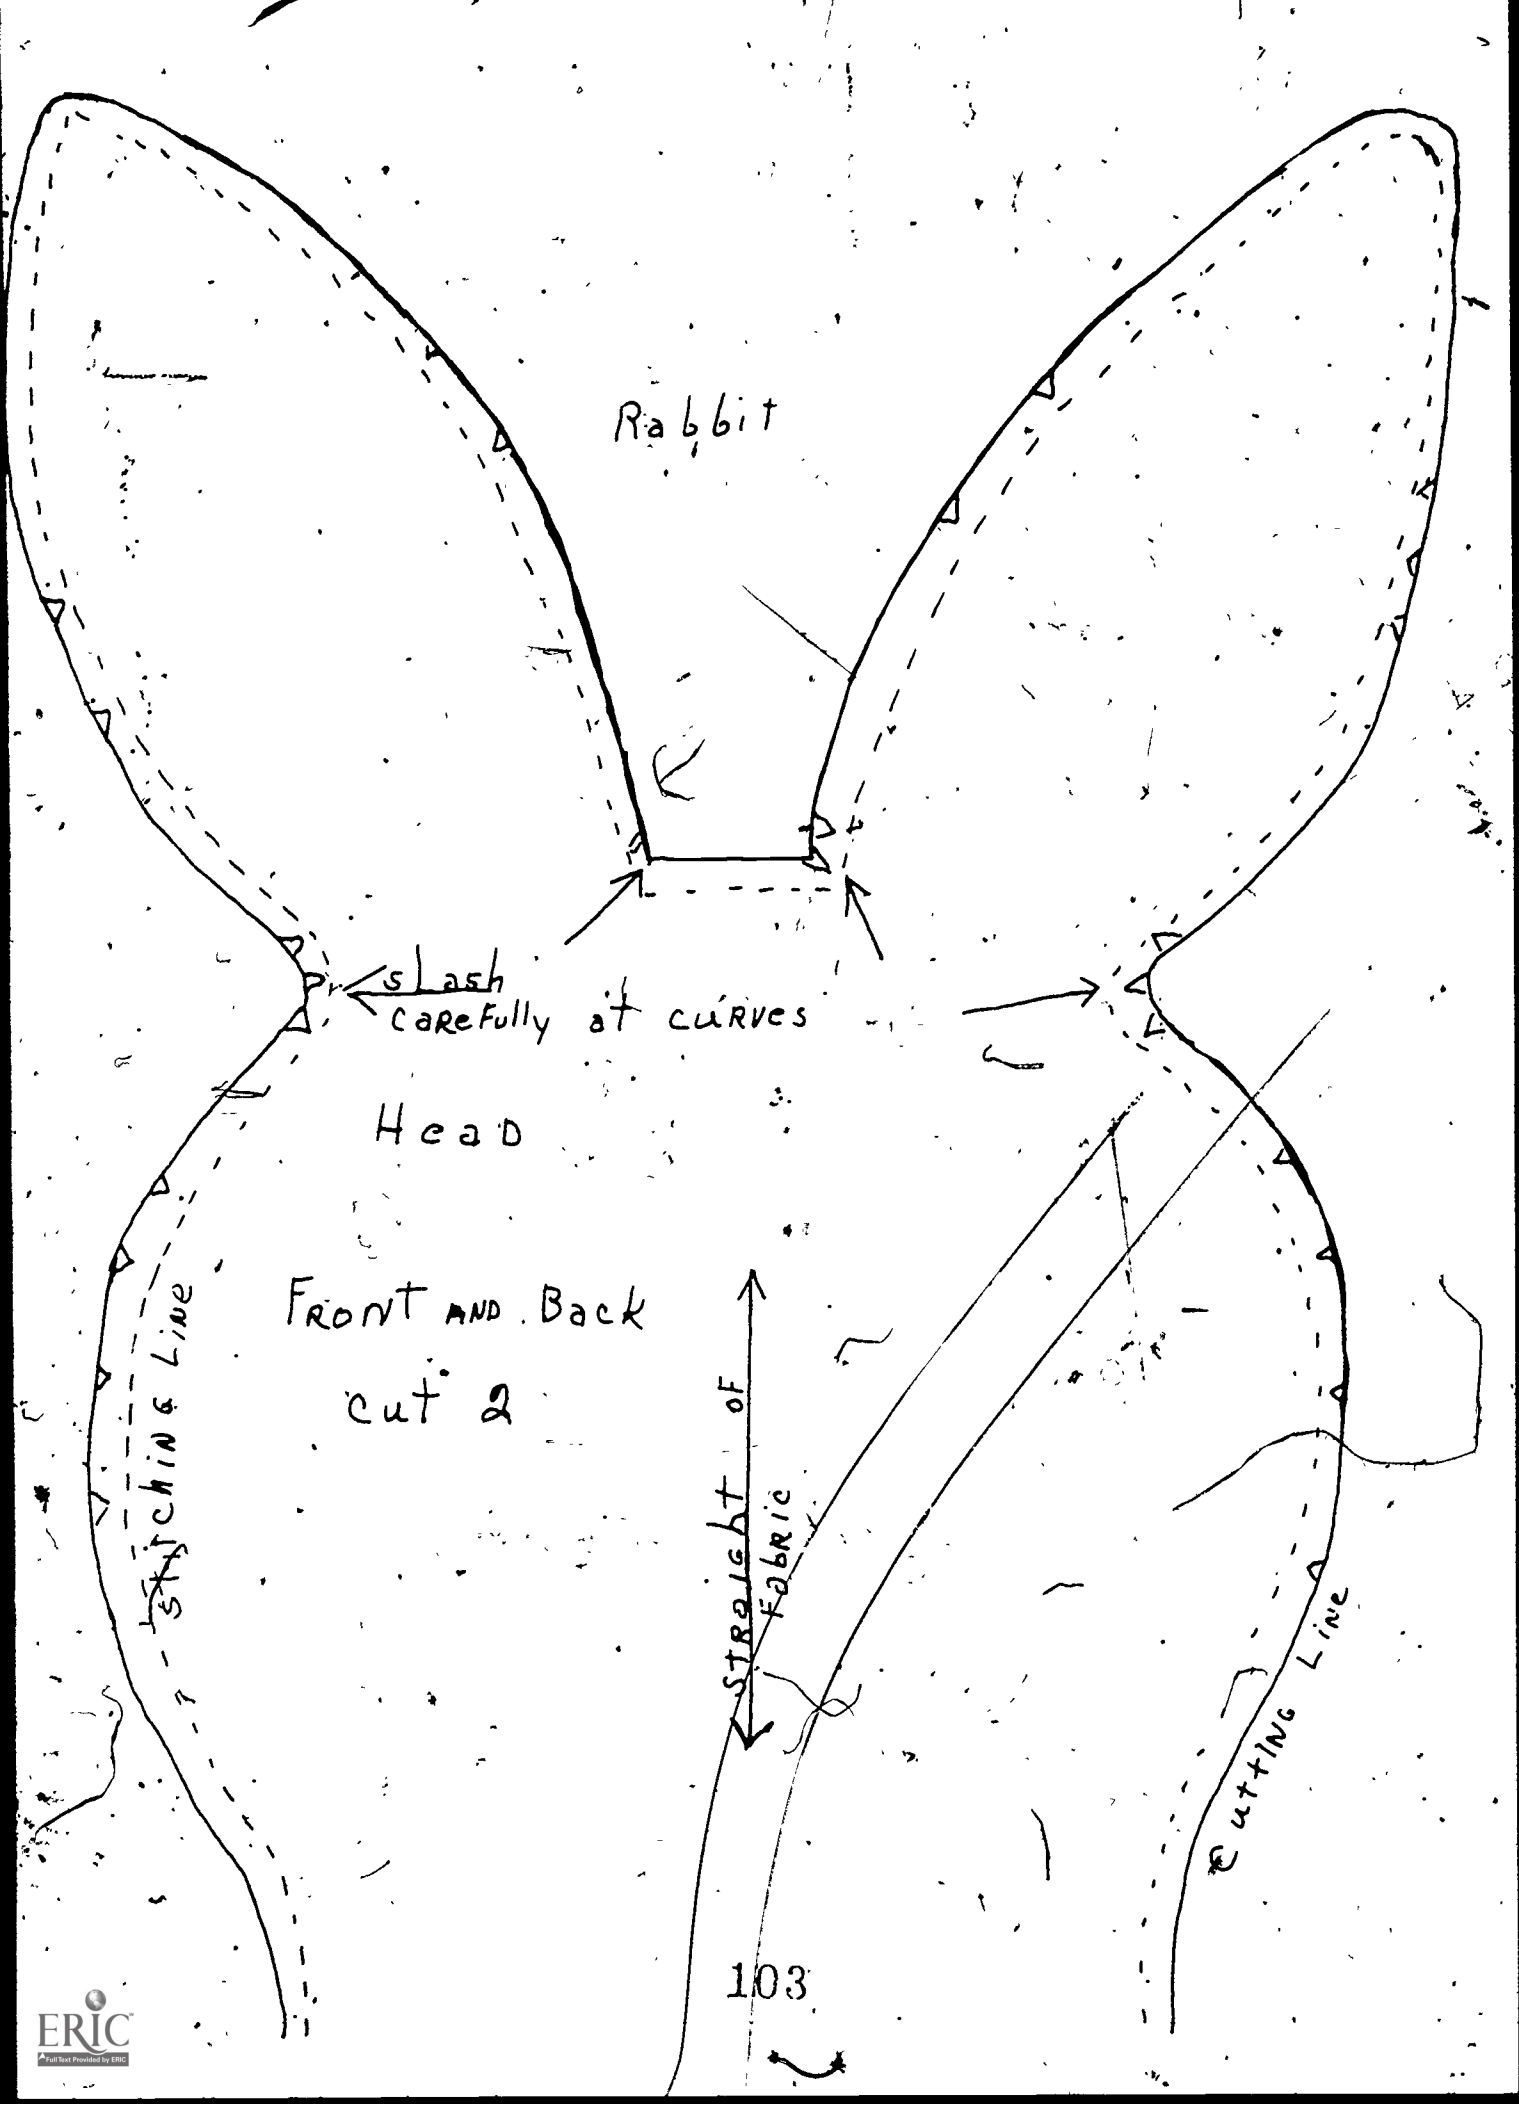 Rabbit
sLash
caReFully at cuRves
HeaD
FRONT AND Back
cut 2
stitchiNG LiNe
STRaIGht oF
FabRic
CuttING LiNe
103
ERIC
Full Text Provided by ERIC